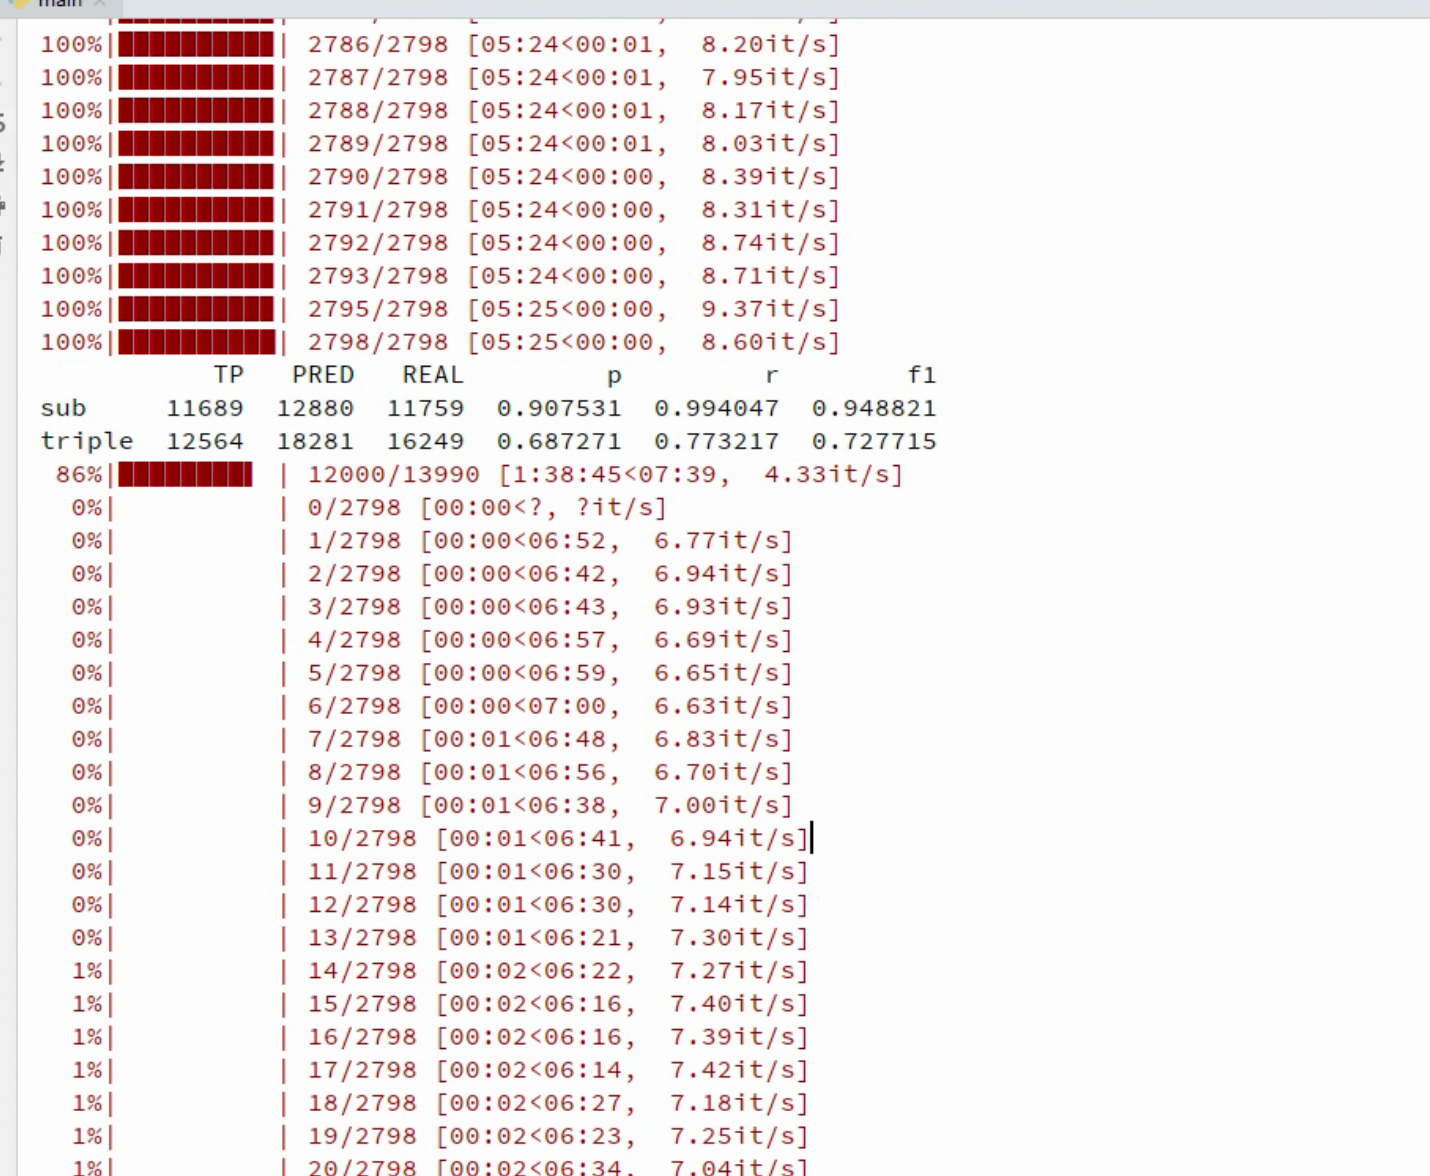 main
100%|██████████| 2786/2798 [05:24<00:01,  8.20it/s]
100%|██████████| 2787/2798 [05:24<00:01,  7.95it/s]
100%|██████████| 2788/2798 [05:24<00:01,  8.17it/s]
100%|██████████| 2789/2798 [05:24<00:01,  8.03it/s]
100%|██████████| 2790/2798 [05:24<00:00,  8.39it/s]
100%|██████████| 2791/2798 [05:24<00:00,  8.31it/s]
100%|██████████| 2792/2798 [05:24<00:00,  8.74it/s]
100%|██████████| 2793/2798 [05:24<00:00,  8.71it/s]
100%|██████████| 2795/2798 [05:25<00:00,  9.37it/s]
100%|██████████| 2798/2798 [05:25<00:00,  8.60it/s]
TP PRED REAL p r f1
sub 11689 12880 11759 0.907531 0.994047 0.948821
triple 12564 18281 16249 0.687271 0.773217 0.727715
86%|████████▌ | 12000/13990 [1:38:45<07:39,  4.33it/s]
0%|          | 0/2798 [00:00<?, ?it/s]
0%|          | 1/2798 [00:00<06:52,  6.77it/s]
0%|          | 2/2798 [00:00<06:42,  6.94it/s]
0%|          | 3/2798 [00:00<06:43,  6.93it/s]
0%|          | 4/2798 [00:00<06:57,  6.69it/s]
0%|          | 5/2798 [00:00<06:59,  6.65it/s]
0%|          | 6/2798 [00:00<07:00,  6.63it/s]
0%|          | 7/2798 [00:01<06:48,  6.83it/s]
0%|          | 8/2798 [00:01<06:56,  6.70it/s]
0%|          | 9/2798 [00:01<06:38,  7.00it/s]
0%|          | 10/2798 [00:01<06:41,  6.94it/s]
0%|          | 11/2798 [00:01<06:30,  7.15it/s]
0%|          | 12/2798 [00:01<06:30,  7.14it/s]
0%|          | 13/2798 [00:01<06:21,  7.30it/s]
1%|          | 14/2798 [00:02<06:22,  7.27it/s]
1%|          | 15/2798 [00:02<06:16,  7.40it/s]
1%|          | 16/2798 [00:02<06:16,  7.39it/s]
1%|          | 17/2798 [00:02<06:14,  7.42it/s]
1%|          | 18/2798 [00:02<06:27,  7.18it/s]
1%|          | 19/2798 [00:02<06:23,  7.25it/s]
1%|          | 20/2798 [00:02<06:34,  7.04it/s]